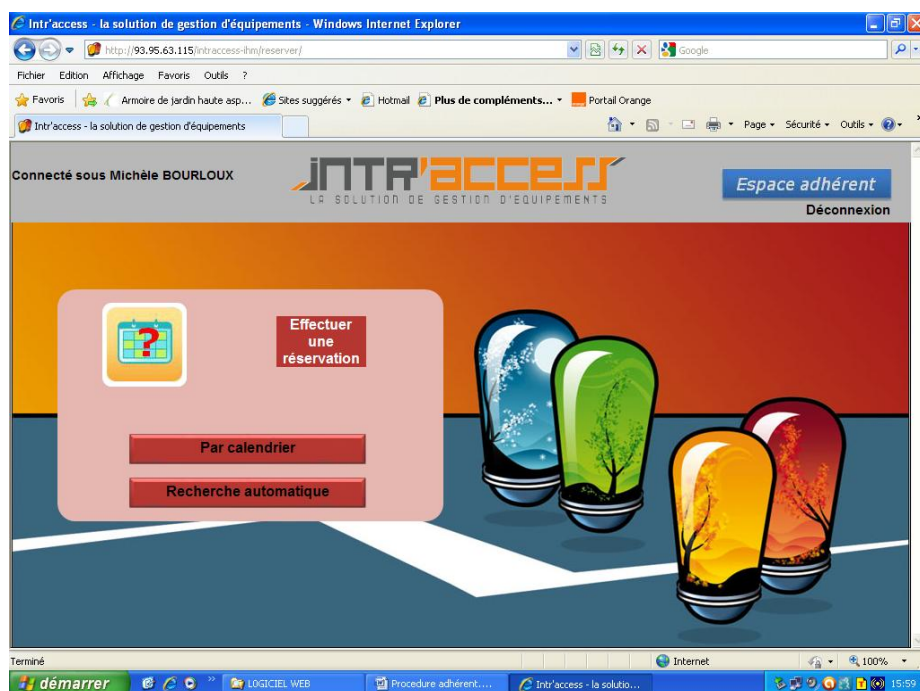 Intr'access - la solution de gestion d'équipements - Windows Internet Explorer
http://93.95.63.115/intraccess-ihm/reserver/
Google
Fichier Edition Affichage Favoris Outils ?
Favoris Armoire de jardin haute asp... Sites suggérés Hotmail Plus de compléments... Portail Orange
Intr'access - la solution de gestion d'équipements
Page Sécurité Outils
Connecté sous Michèle BOURLOUX
INTR'ACCESS
LA SOLUTION DE GESTION D'EQUIPEMENTS
Espace adhérent
Déconnexion
?
Effectuer
une
réservation
Par calendrier
Recherche automatique
Terminé
Internet
100%
démarrer
LOGICIEL WEB
Procedure adhérent....
Intr'access - la solutio...
15:59